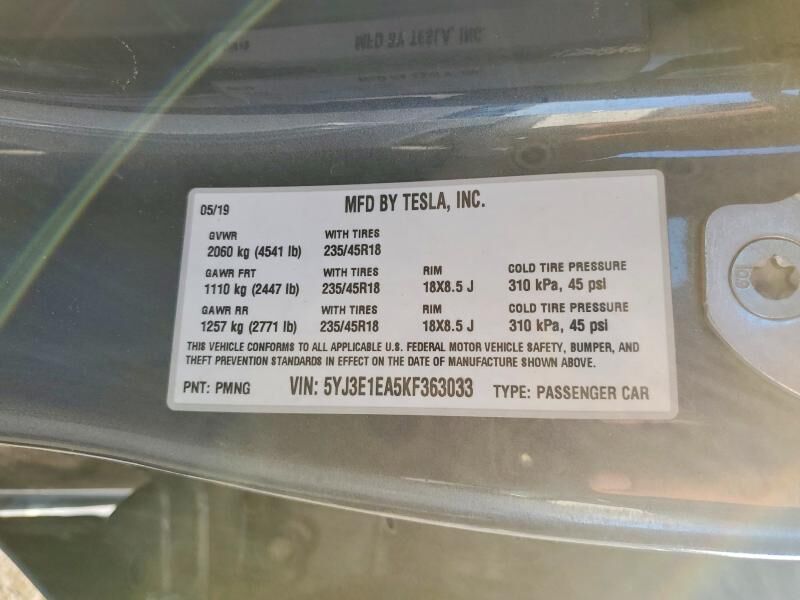 05/19 MFD BY TESLA, INC.
GVWR WITH TIRES
2060 kg (4541 lb) 235/45R18
GAWR FRT WITH TIRES RIM COLD TIRE PRESSURE
1110 kg (2447 lb) 235/45R18 18X8.5 J 310 kPa, 45 psi
GAWR RR WITH TIRES RIM COLD TIRE PRESSURE
1257 kg (2771 lb) 235/45R18 18X8.5 J 310 kPa, 45 psi
THIS VEHICLE CONFORMS TO ALL APPLICABLE U.S. FEDERAL MOTOR VEHICLE SAFETY, BUMPER, AND
THEFT PREVENTION STANDARDS IN EFFECT ON THE DATE OF MANUFACTURE SHOWN ABOVE.
PNT: PMNG VIN: 5YJ3E1EA5KF363033 TYPE: PASSENGER CAR